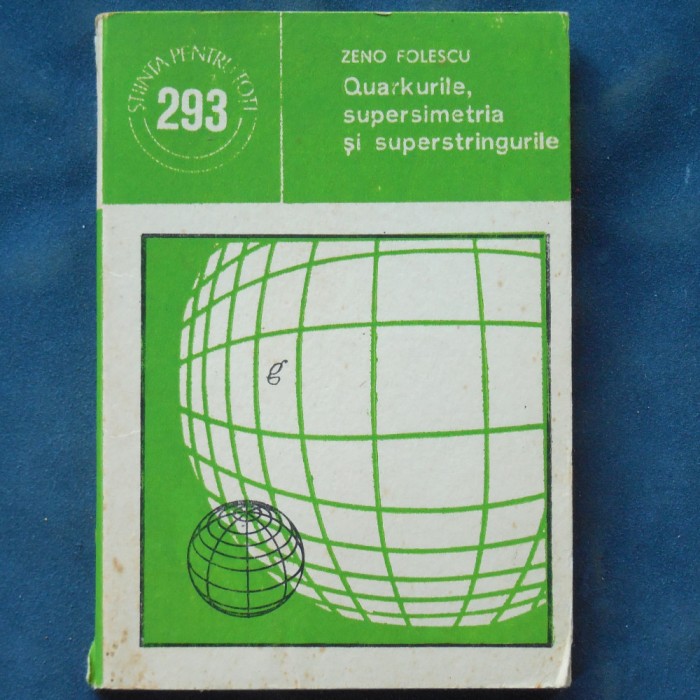 ȘTIINȚA PENTRU TOȚI
293
ZENO FOLESCU
Quarkurile,
supersimetria
și superstringurile
g